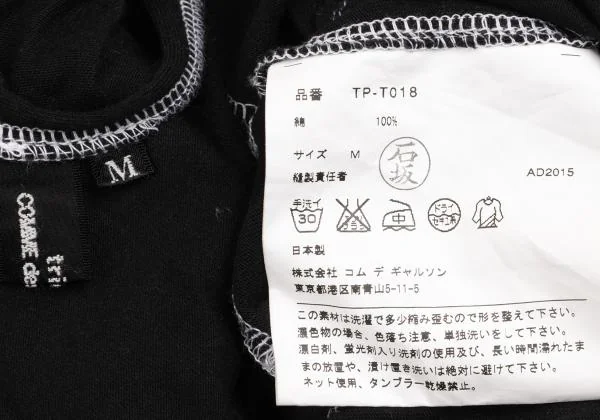 品番 TP-T018
綿 100%
サイズ M
縫製責任者 石坂
AD2015
手洗イ 30 ドライ セキユ系
日本製
株式会社 コム デ ギャルソン
東京都港区南青山5-11-5
この素材は洗濯で多少縮み歪むので形を整えて下さい。
濃色物の場合、色落ち注意、単独洗いをして下さい。
漂白剤、蛍光剤入り洗剤の使用及び、長い時間濡れたま
まの放置や、漬け置き洗いは絶対に避けて下さい。
ネット使用、タンブラー乾燥禁止。
M
tri
COMME des